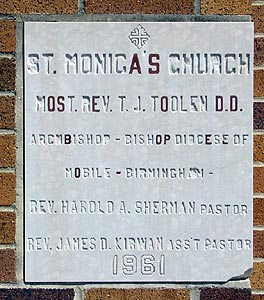 ST. MONICA'S CHURCH
MOST. REV. T. J. TOOLEN D.D.
ARCHBISHOP - BISHOP DIOCESE OF
MOBILE - BIRMINGHAM -
REV. HAROLD A. SHERMAN PASTOR
REV. JAMES D. KIRWAN ASS'T PASTOR
1961